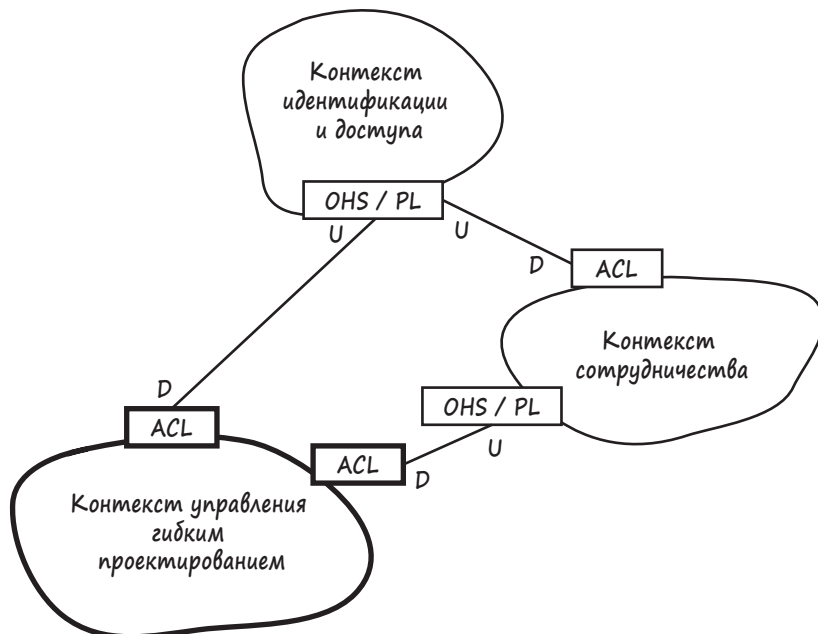 Контекст
идентификации
и доступа
OHS / PL
U
U
D
ACL
Контекст
сотрудничества
OHS / PL
U
D
ACL
ACL
D
Контекст управления
гибким
проектированием